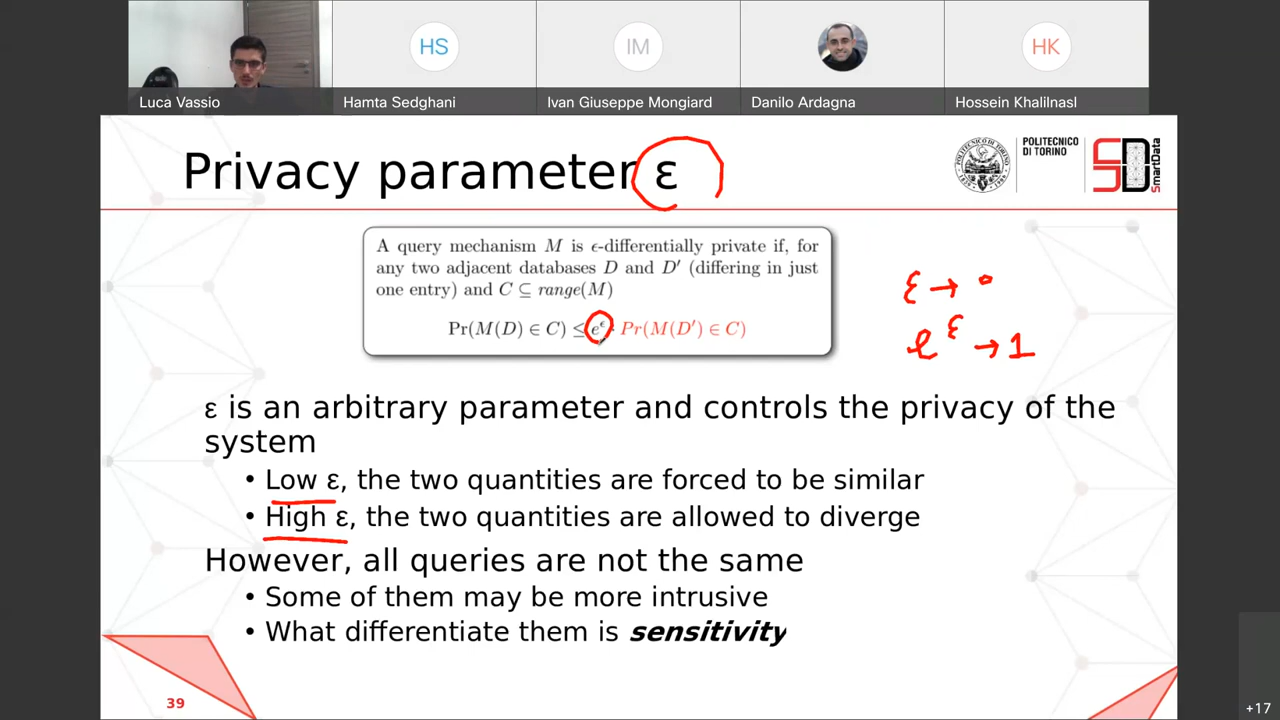 HS
IM
HK
Luca Vassio
Hamta Sedghani
Ivan Giuseppe Mongiard
Danilo Ardagna
Hossein Khalilnasl
Privacy parameter ε
POLITECNICO
DI TORINO
SD
SmartData
A query mechanism M is ϵ-differentially private if, for
any two adjacent databases D and D′ (differing in just
one entry) and C ⊆ range(M)
Pr(M(D) ∈ C) ≤ e^ϵ · Pr(M(D′) ∈ C)
ε → 0
e^ε → 1
ε is an arbitrary parameter and controls the privacy of the
system
• Low ε, the two quantities are forced to be similar
• High ε, the two quantities are allowed to diverge
However, all queries are not the same
• Some of them may be more intrusive
• What differentiate them is sensitivity
39
+17